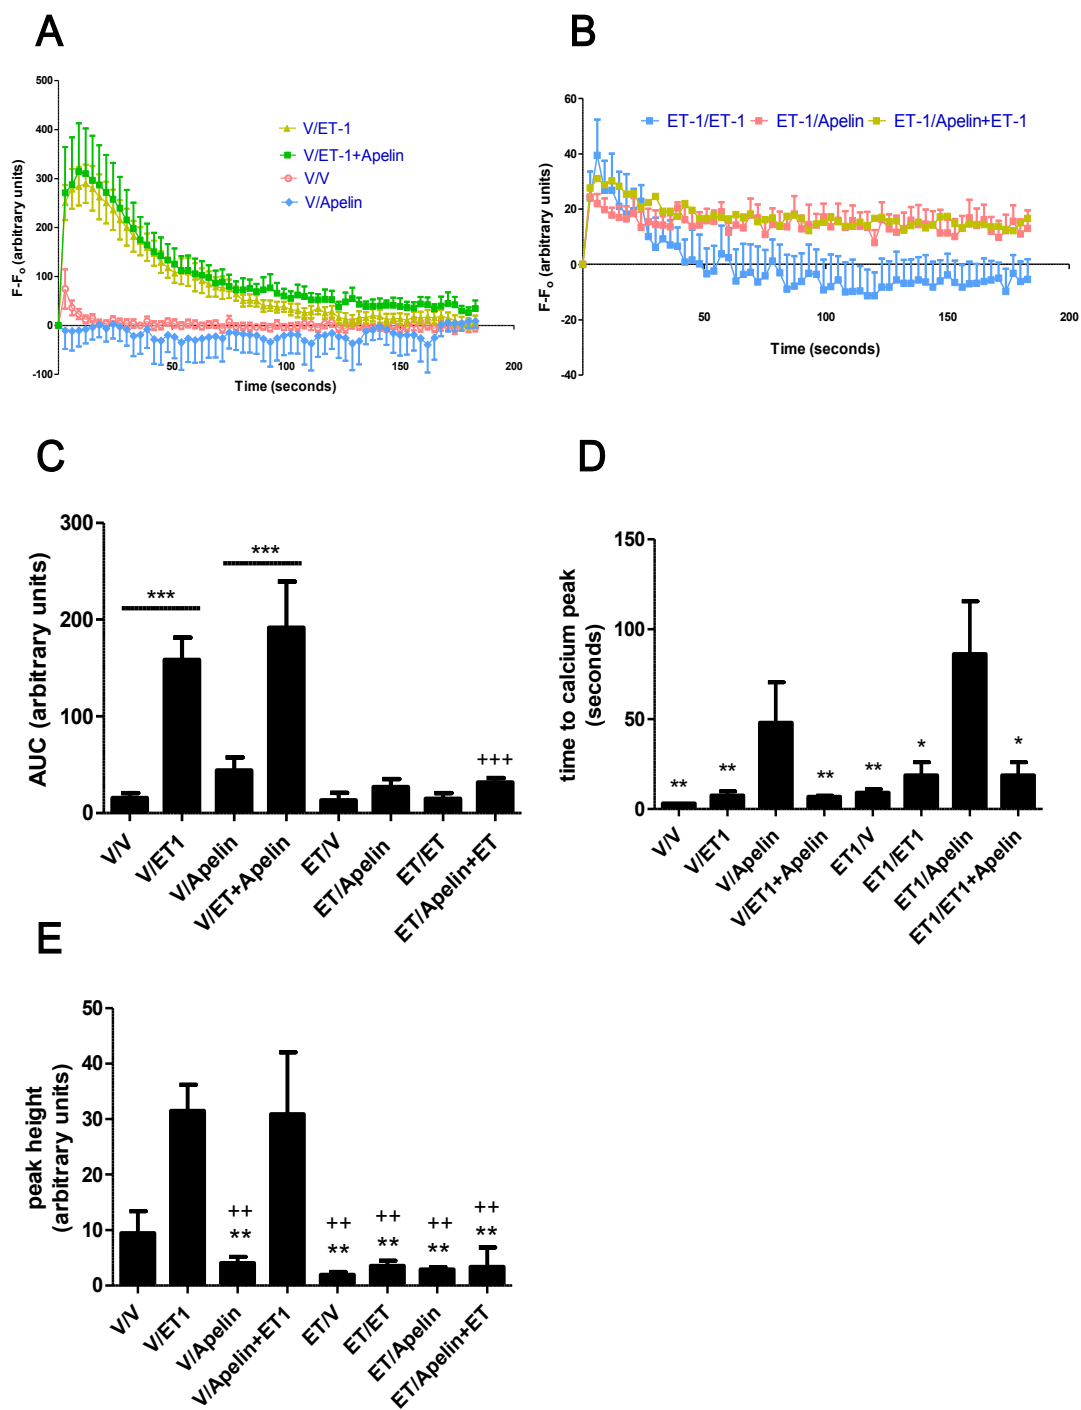 A
B
500
400
300
200
100
0
-100
50
100
150
200
F-Fo (arbitrary units)
Time (seconds)
V/ET-1
V/ET-1+Apelin
V/V
V/Apelin
60
40
20
0
-20
-40
50
100
150
200
F-Fo (arbitrary units)
Time (seconds)
ET-1/ET-1
ET-1/Apelin
ET-1/Apelin+ET-1
C
D
300
200
100
0
AUC (arbitrary units)
***
***
+++
V/V
V/ET1
V/Apelin
V/ET+Apelin
ET/V
ET/Apelin
ET/ET
ET/Apelin+ET
150
100
50
0
time to calcium peak
(seconds)
**
**
**
**
*
*
V/V
V/ET1
V/Apelin
V/ET1+Apelin
ET1/V
ET1/ET1
ET1/Apelin
ET1/ET1+Apelin
E
50
40
30
20
10
0
peak height
(arbitrary units)
++
**
++
**
++
**
++
**
++
**
V/V
V/ET1
V/Apelin
V/Apelin+ET1
ET/V
ET/ET
ET/Apelin
ET/Apelin+ET